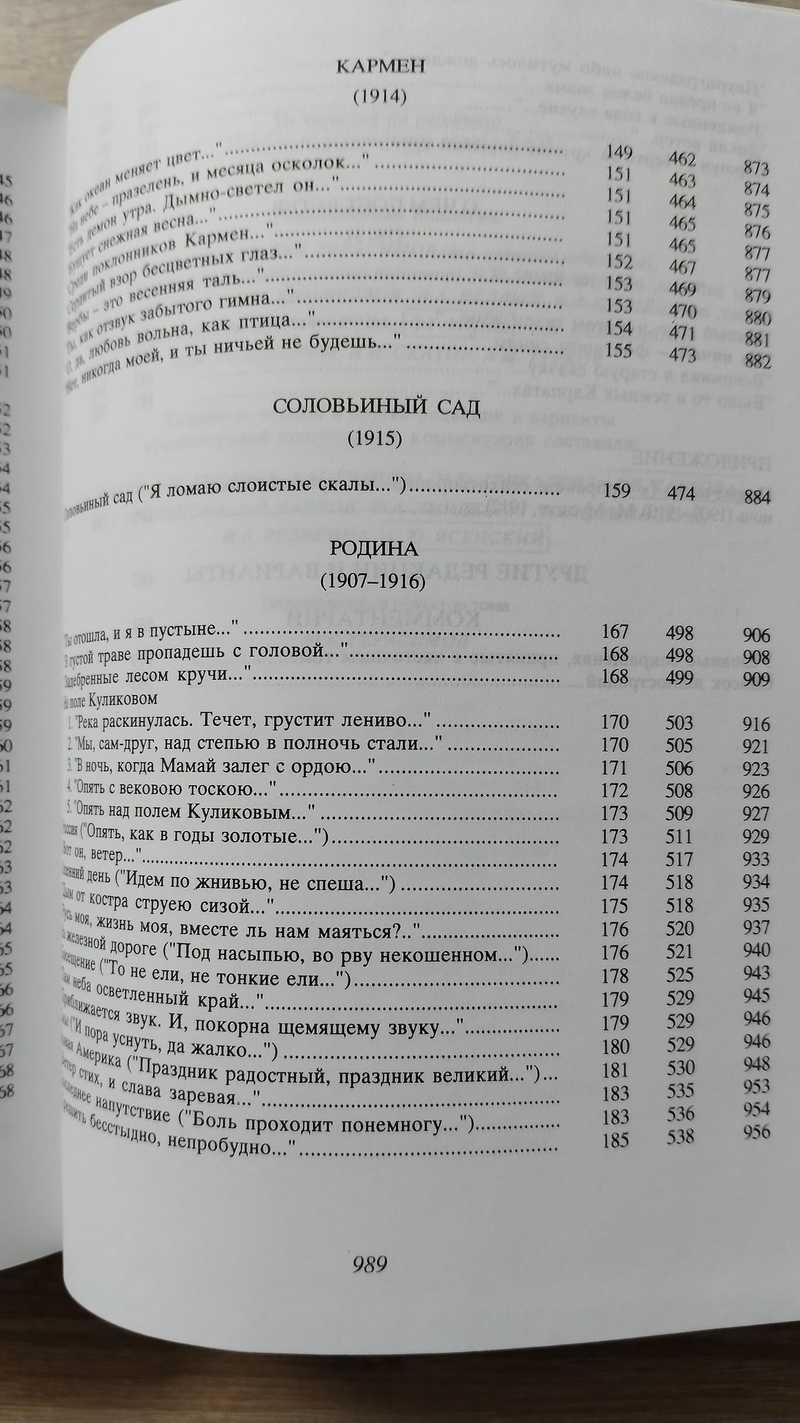 КАРМЕН
(1914)
океан меняет цвет..." 149 462 873
небе – празелень, и месяца осколок..." 151 463 874
демон утра. Дымно-светел он..." 151 464 875
снежная весна..." 151 465 876
поклонников Кармен..." 151 465 877
взор бесцветных глаз..." 152 467 877
– это весенняя таль..." 153 469 879
как отзвук забытого гимна..." 153 470 880
любовь вольна, как птица..." 154 471 881
никогда моей, и ты ничьей не будешь..." 155 473 882
СОЛОВЬИНЫЙ САД
(1915)
сад ("Я ломаю слоистые скалы...") 159 474 884
РОДИНА
(1907–1916)
отошла, и я в пустыне..." 167 498 906
густой траве пропадешь с головой..." 168 498 908
лесом кручи..." 168 499 909
поле Куликовом
1. "Река раскинулась. Течет, грустит лениво..." 170 503 916
2. "Мы, сам-друг, над степью в полночь стали..." 170 505 921
3. "В ночь, когда Мамай залег с ордою..." 171 506 923
4. "Опять с вековою тоскою..." 172 508 926
5. "Опять над полем Куликовым..." 173 509 927
("Опять, как в годы золотые...") 173 511 929
он, ветер..." 174 517 933
день ("Идем по жнивью, не спеша...") 174 518 934
от костра струею сизой..." 175 518 935
моя, жизнь моя, вместе ль нам маяться?.." 176 520 937
железной дороге ("Под насыпью, во рву некошенном...") 176 521 940
("То не ели, не тонкие ели...") 178 525 943
неба осветленный край..." 179 529 945
звук. И, покорна щемящему звуку..." 179 529 946
("И пора уснуть, да жалко...") 180 529 946
Америка ("Праздник радостный, праздник великий...") 181 530 948
стих, и слава заревая..." 183 535 953
напутствие ("Боль проходит понемногу...") 183 536 954
бесстыдно, непробудно..." 185 538 956
989